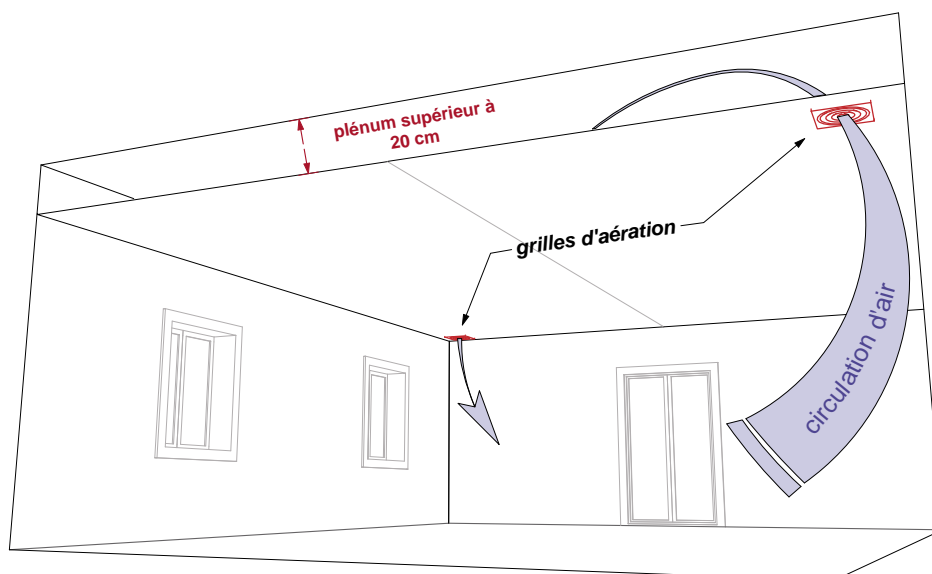 plénum supérieur à
20 cm
grilles d'aération
circulation d'air